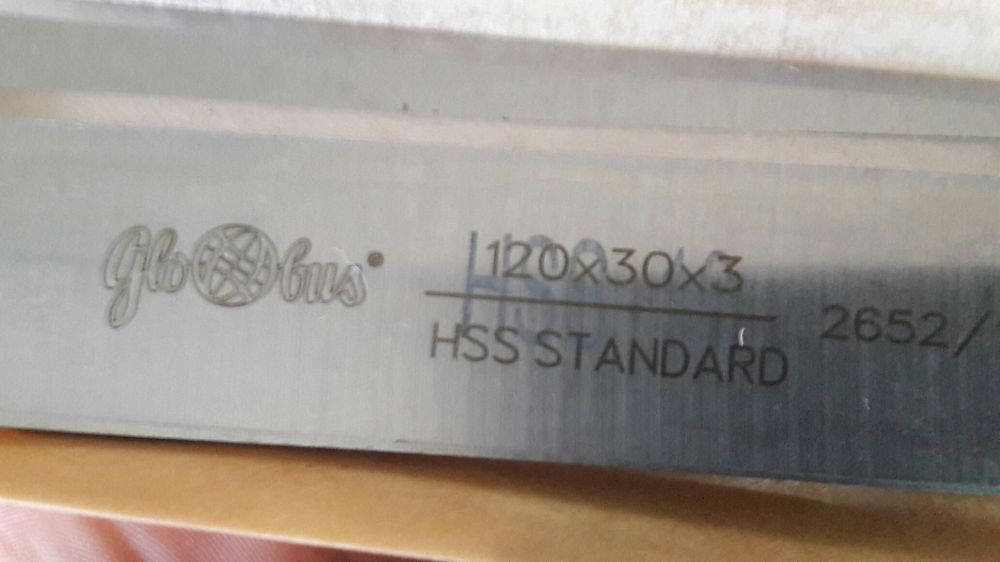 globus
120x30x3
HSS STANDARD
2652/